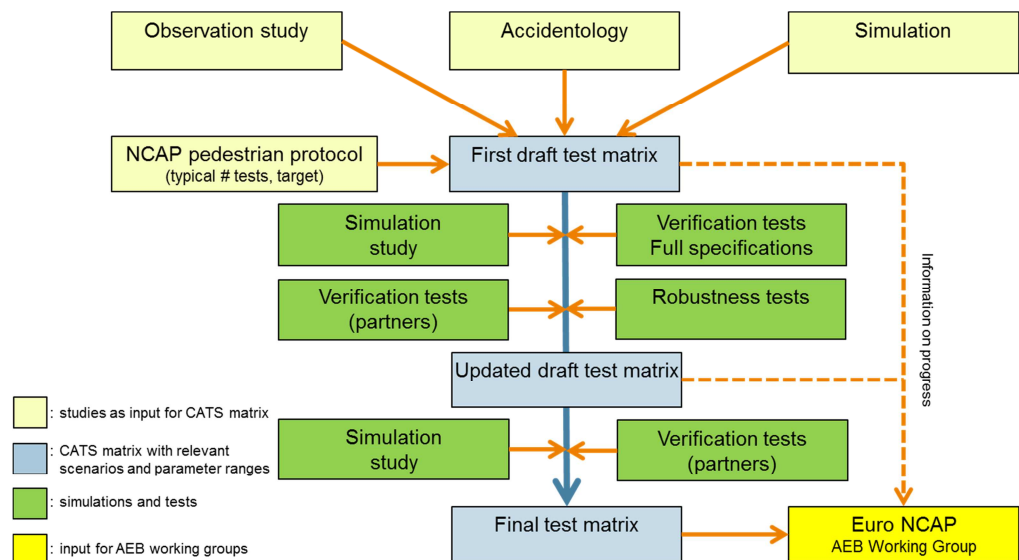 Observation study
Accidentology
Simulation
NCAP pedestrian protocol
(typical # tests, target)
First draft test matrix
Simulation
study
Verification tests
Full specifications
Verification tests
(partners)
Robustness tests
Information on progress
Updated draft test matrix
: studies as input for CATS matrix
: CATS matrix with relevant
scenarios and parameter ranges
: simulations and tests
: input for AEB working groups
Simulation
study
Verification tests
(partners)
Final test matrix
Euro NCAP
AEB Working Group